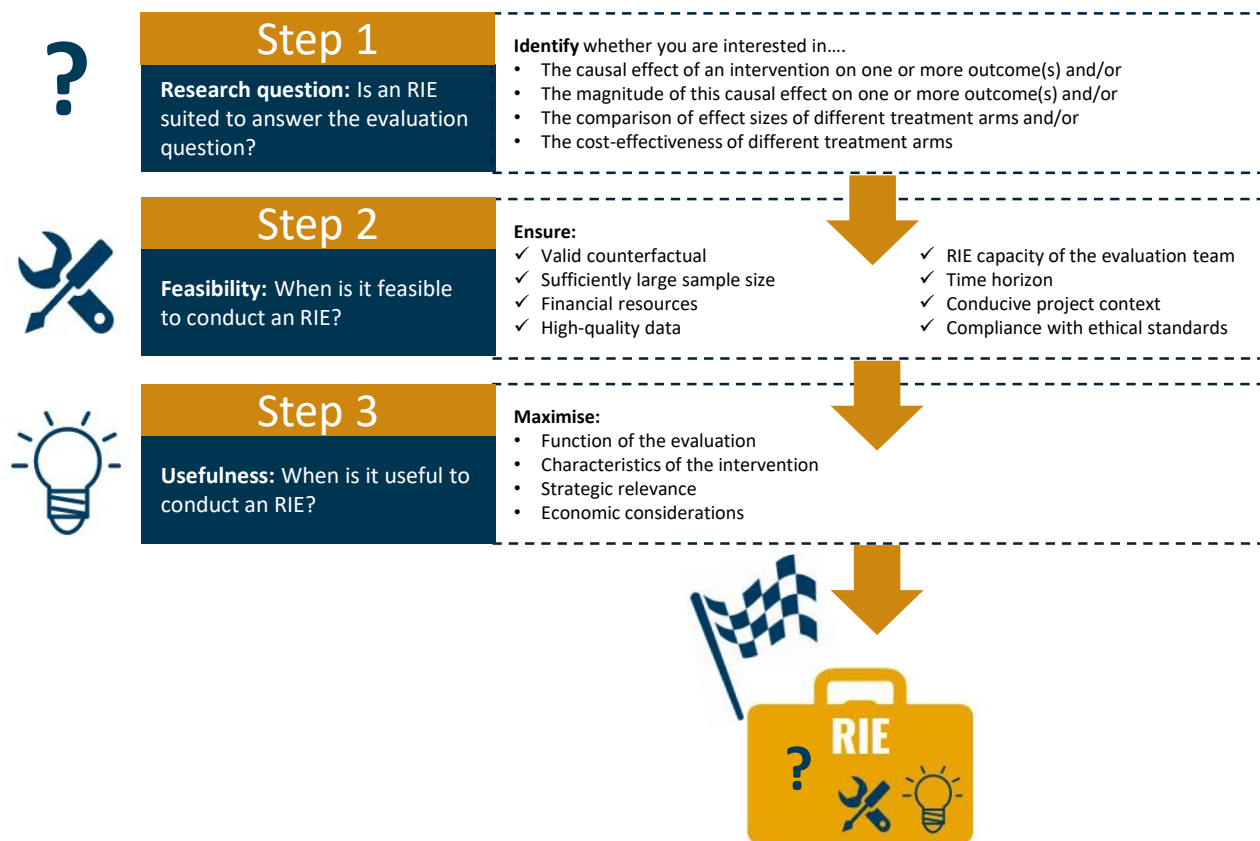 ?
Step 1
Research question: Is an RIE
suited to answer the evaluation
question?
Identify whether you are interested in....
• The causal effect of an intervention on one or more outcome(s) and/or
• The magnitude of this causal effect on one or more outcome(s) and/or
• The comparison of effect sizes of different treatment arms and/or
• The cost-effectiveness of different treatment arms
Step 2
Feasibility: When is it feasible
to conduct an RIE?
Ensure:
✓ Valid counterfactual
✓ Sufficiently large sample size
✓ Financial resources
✓ High-quality data
✓ RIE capacity of the evaluation team
✓ Time horizon
✓ Conducive project context
✓ Compliance with ethical standards
Step 3
Usefulness: When is it useful to
conduct an RIE?
Maximise:
• Function of the evaluation
• Characteristics of the intervention
• Strategic relevance
• Economic considerations
RIE
?